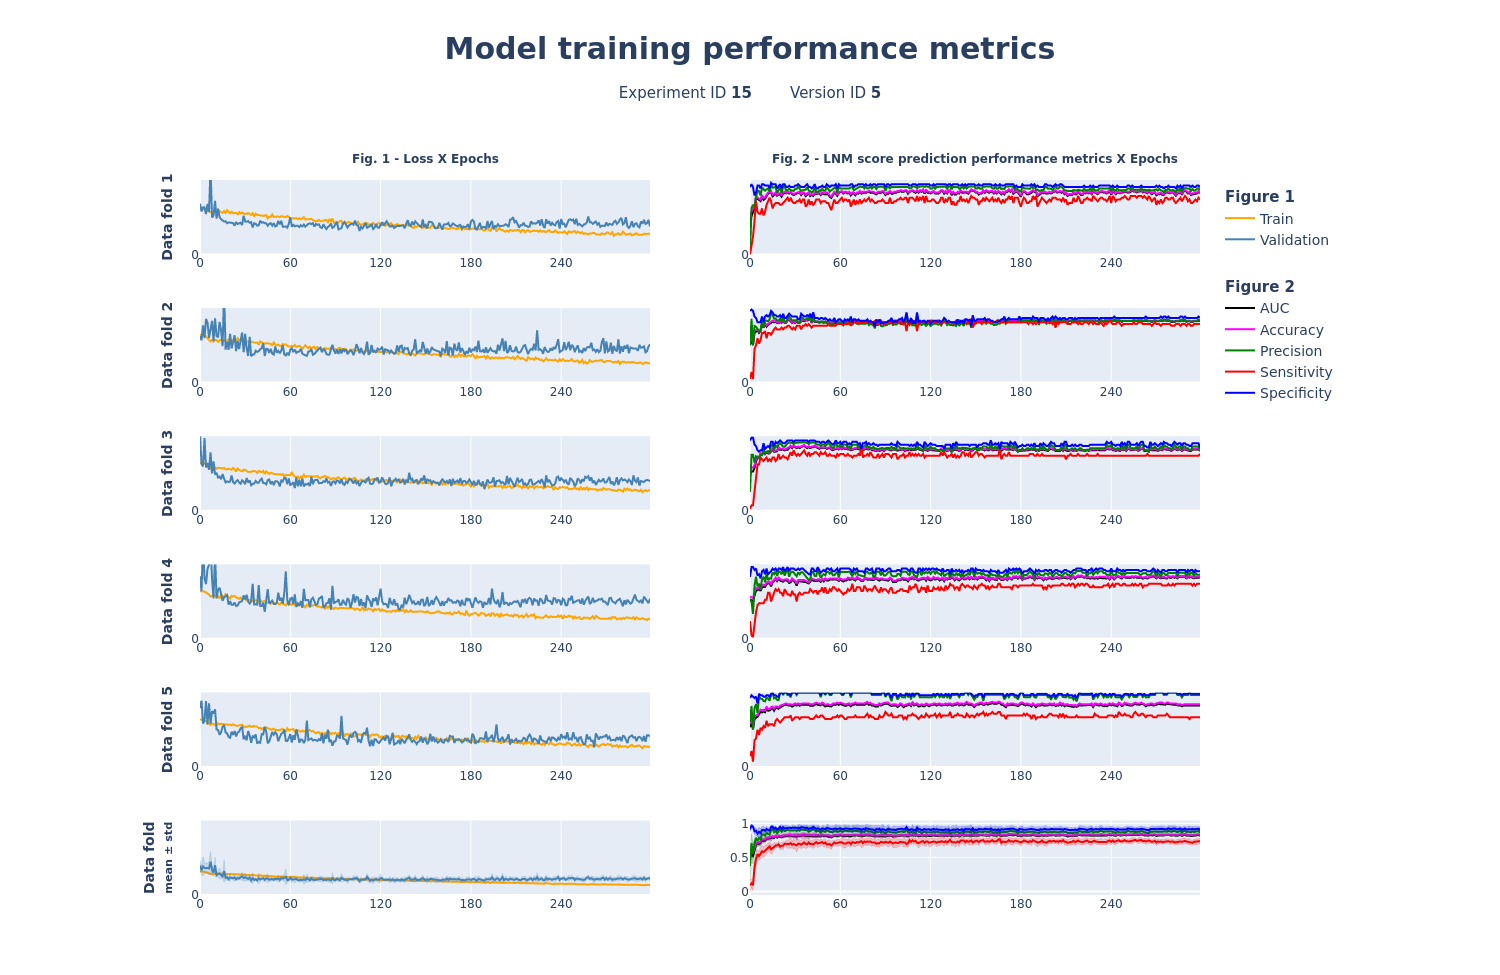 Model training performance metrics
Experiment ID 15 Version ID 5
Fig. 1 - Loss X Epochs
Fig. 2 - LNM score prediction performance metrics X Epochs
Data fold 1
0
0 60 120 180 240
0
0 60 120 180 240
Data fold 2
0
0 60 120 180 240
0
0 60 120 180 240
Data fold 3
0
0 60 120 180 240
0
0 60 120 180 240
Data fold 4
0
0 60 120 180 240
0
0 60 120 180 240
Data fold 5
0
0 60 120 180 240
0
0 60 120 180 240
Data fold
mean ± std
0
0 60 120 180 240
1
0.5
0
0 60 120 180 240
Figure 1
Train
Validation
Figure 2
AUC
Accuracy
Precision
Sensitivity
Specificity